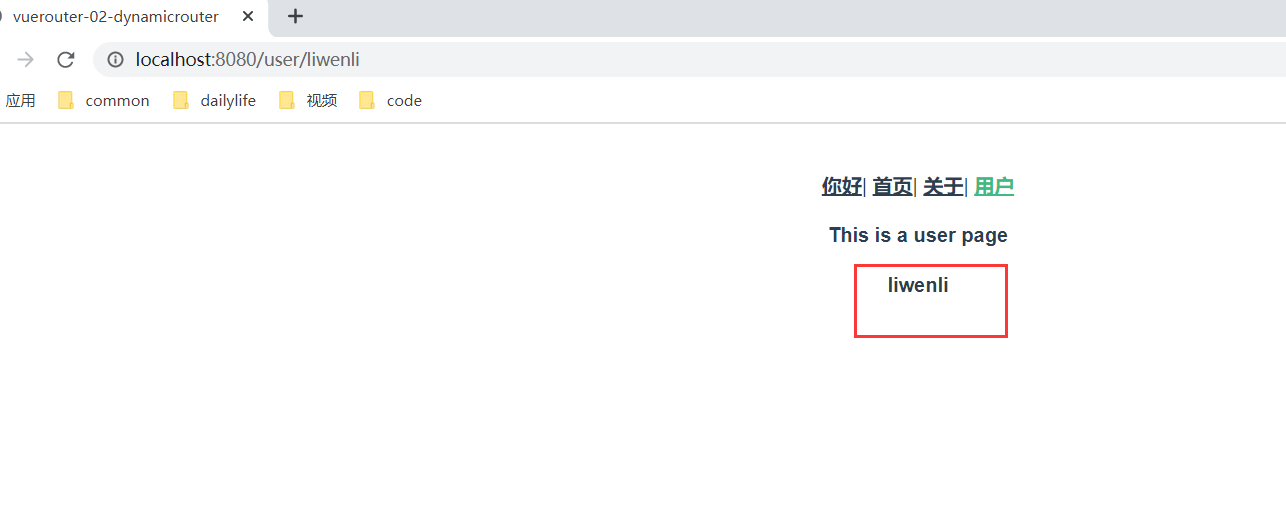 vuerouter-02-dynamicrouter
localhost:8080/user/liwenli
应用 common dailylife 视频 code
你好| 首页| 关于| 用户
This is a user page
liwenli